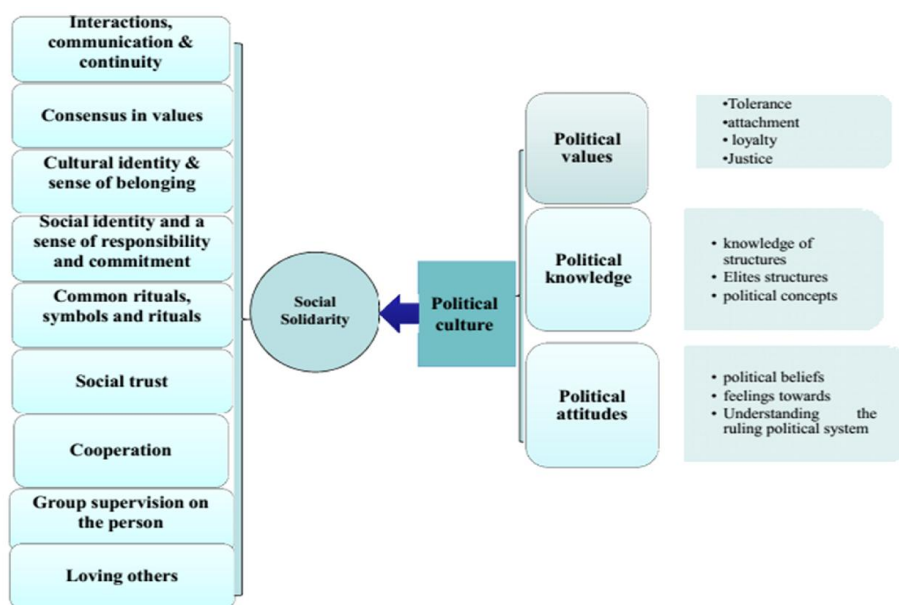 Interactions,
communication &
continuity
Consensus in values
Cultural identity &
sense of belonging
Social identity and a
sense of responsibility
and commitment
Common rituals,
symbols and rituals
Social trust
Cooperation
Group supervision on
the person
Loving others
Social
Solidarity
Political
culture
Political
values
•Tolerance
•attachment
• loyalty
•Justice
Political
knowledge
• knowledge of
structures
• Elites structures
• political concepts
Political
attitudes
• political beliefs
• feelings towards
• Understanding the
ruling political system